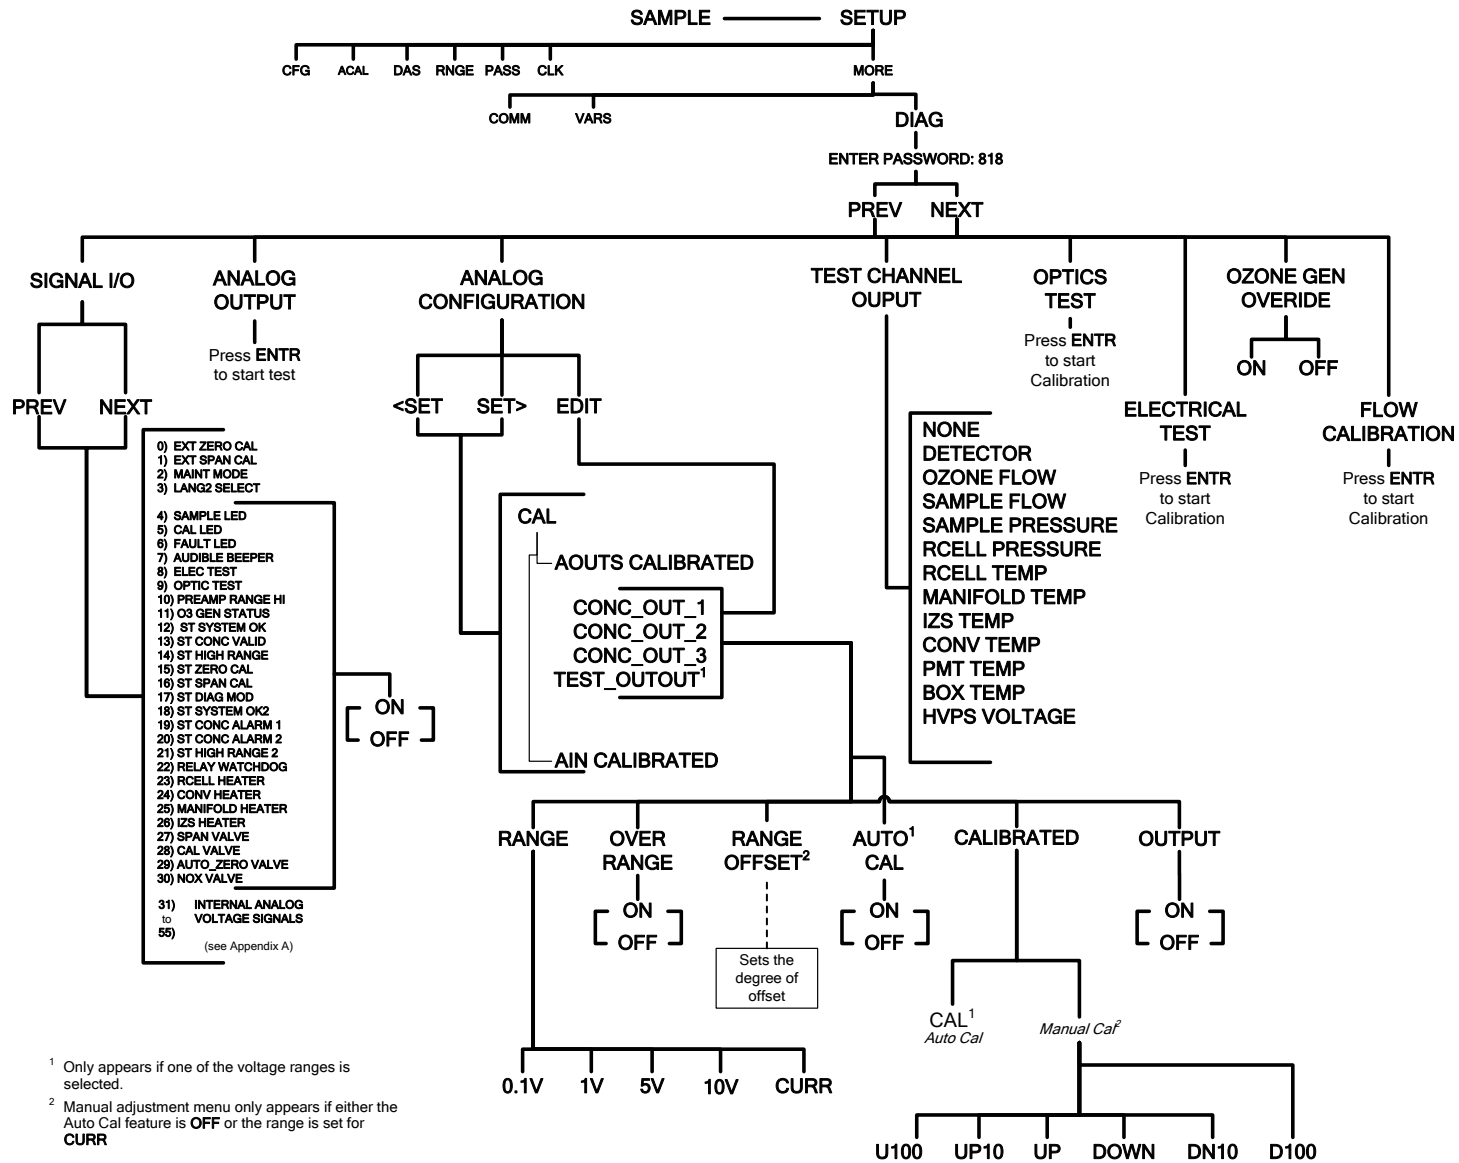 SAMPLE SETUP
CFG ACAL DAS RNGE PASS CLK MORE
COMM VARS
DIAG
ENTER PASSWORD: 818
PREV NEXT
SIGNAL I/O
PREV NEXT
0) EXT ZERO CAL
1) EXT SPAN CAL
2) MAINT MODE
3) LANG2 SELECT
4) SAMPLE LED
5) CAL LED
6) FAULT LED
7) AUDIBLE BEEPER
8) ELEC TEST
9) OPTIC TEST
10) PREAMP RANGE HI
11) O3 GEN STATUS
12) ST SYSTEM OK
13) ST CONC VALID
14) ST HIGH RANGE
15) ST ZERO CAL
16) ST SPAN CAL
17) ST DIAG MOD
18) ST SYSTEM OK2
19) ST CONC ALARM 1
20) ST CONC ALARM 2
21) ST HIGH RANGE 2
22) RELAY WATCHDOG
23) RCELL HEATER
24) CONV HEATER
25) MANIFOLD HEATER
26) IZS HEATER
27) SPAN VALVE
28) CAL VALVE
29) AUTO_ZERO VALVE
30) NOX VALVE
31) INTERNAL ANALOG
to VOLTAGE SIGNALS
55)
(see Appendix A)
ON
OFF
ANALOG
OUTPUT
Press ENTR
to start test
ANALOG
CONFIGURATION
<SET SET> EDIT
CAL
AOUTS CALIBRATED
CONC_OUT_1
CONC_OUT_2
CONC_OUT_3
TEST_OUTOUT1
AIN CALIBRATED
TEST CHANNEL
OUPUT
NONE
DETECTOR
OZONE FLOW
SAMPLE FLOW
SAMPLE PRESSURE
RCELL PRESSURE
RCELL TEMP
MANIFOLD TEMP
IZS TEMP
CONV TEMP
PMT TEMP
BOX TEMP
HVPS VOLTAGE
OPTICS
TEST
Press ENTR
to start
Calibration
ELECTRICAL
TEST
Press ENTR
to start
Calibration
OZONE GEN
OVERIDE
ON OFF
FLOW
CALIBRATION
Press ENTR
to start
Calibration
RANGE
0.1V 1V 5V 10V CURR
OVER
RANGE
ON
OFF
RANGE
OFFSET2
Sets the
degree of
offset
AUTO1
CAL
ON
OFF
CALIBRATED
CAL1
Auto Cal
Manual Cal2
U100 UP10 UP DOWN DN10 D100
OUTPUT
ON
OFF
1 Only appears if one of the voltage ranges is
selected.
2 Manual adjustment menu only appears if either the
Auto Cal feature is OFF or the range is set for
CURR